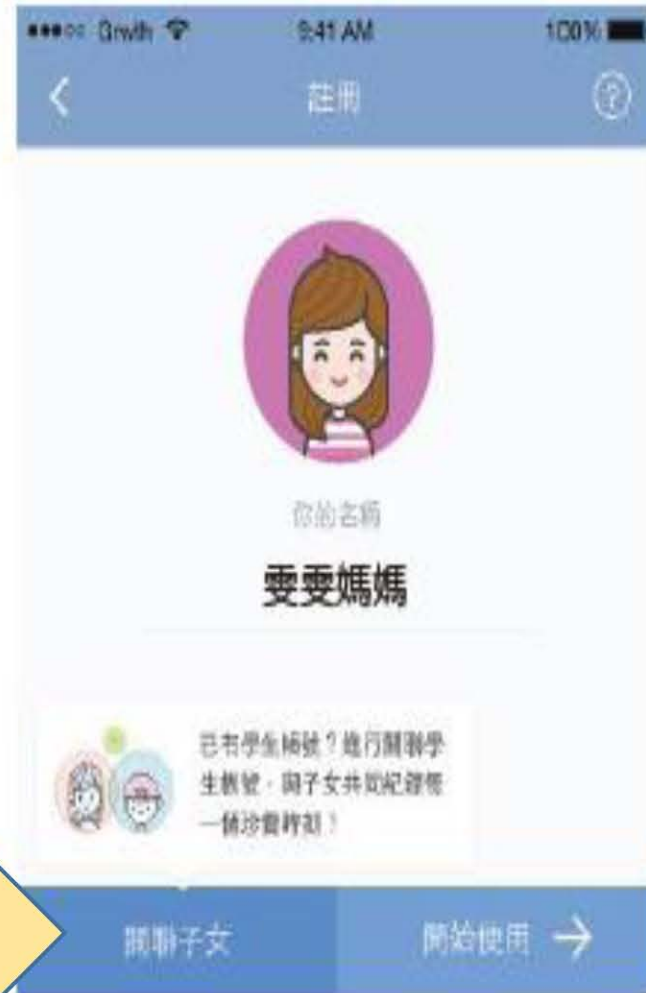 Grwth 9:41 AM 100%
註冊
你的名稱
雯雯媽媽
已有學生帳號？進行關聯學
生帳號，與子女共同紀錄每
一個珍貴時刻！
關聯子女
開始使用